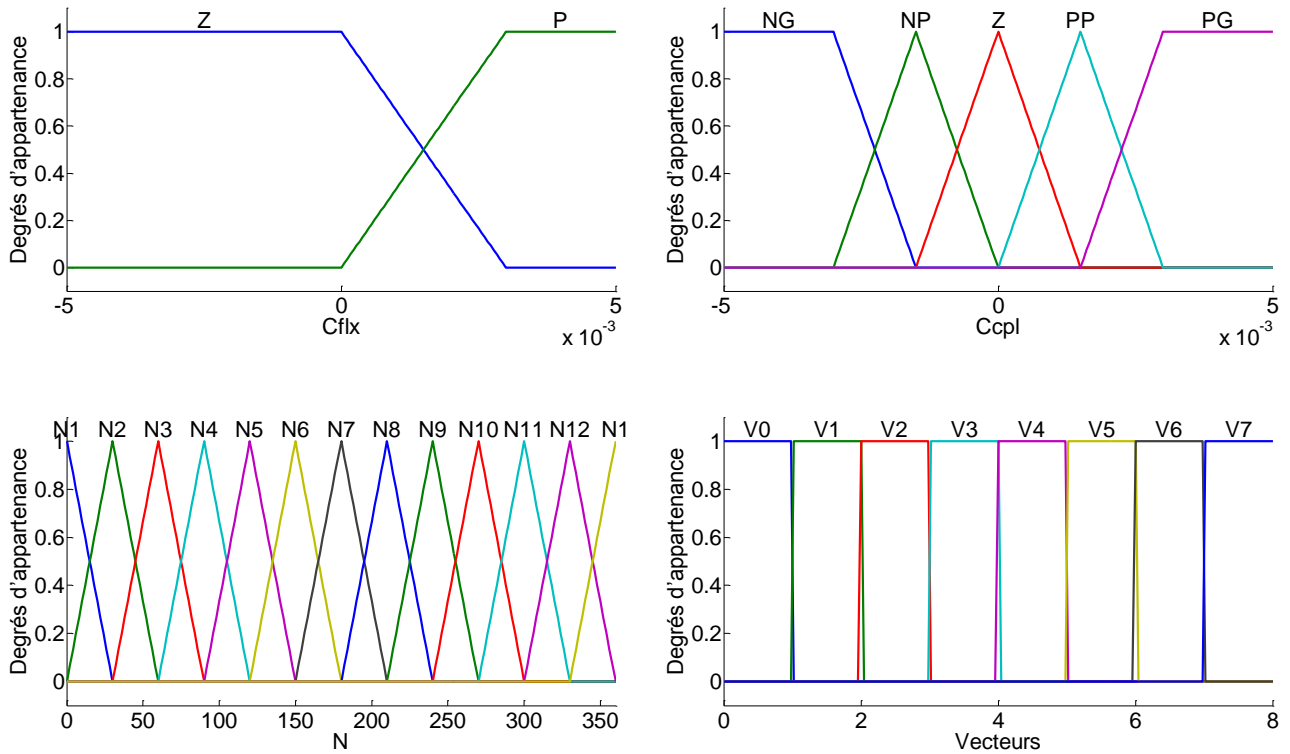 Z P
1
0.8
0.6
0.4
0.2
0
Degrés d'appartenance
-5 0 5
Cflx
x 10-3
NG NP Z PP PG
1
0.8
0.6
0.4
0.2
0
Degrés d'appartenance
-5 0 5
Ccpl
x 10-3
N1 N2 N3 N4 N5 N6 N7 N8 N9 N10 N11 N12 N1
1
0.8
0.6
0.4
0.2
0
Degrés d'appartenance
0 50 100 150 200 250 300 350
N
V0 V1 V2 V3 V4 V5 V6 V7
1
0.8
0.6
0.4
0.2
0
Degrés d'appartenance
0 2 4 6 8
Vecteurs